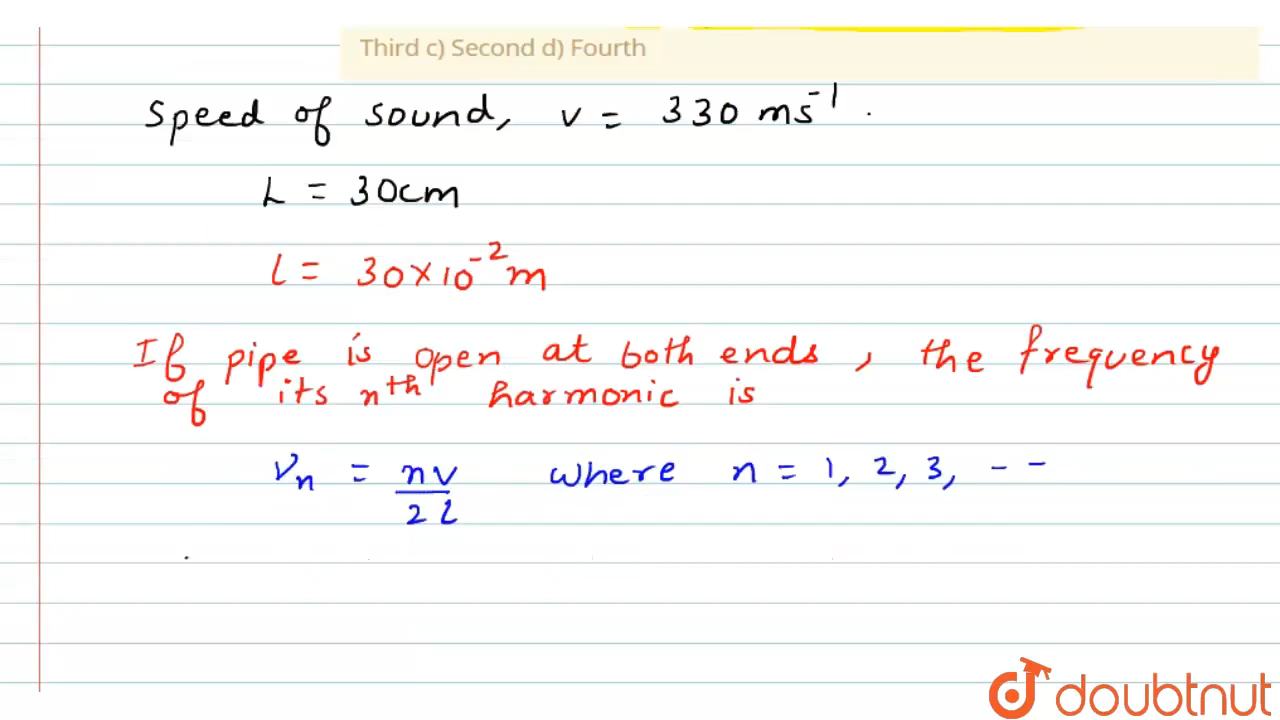 Third c) Second d) Fourth
Speed of sound, v = 330 ms⁻¹.
L = 30cm
l = 30×10⁻² m
If pipe is open at both ends, the frequency
of its nᵗʰ harmonic is
νₙ = nv/2l where n = 1, 2, 3, - -
doubtnut